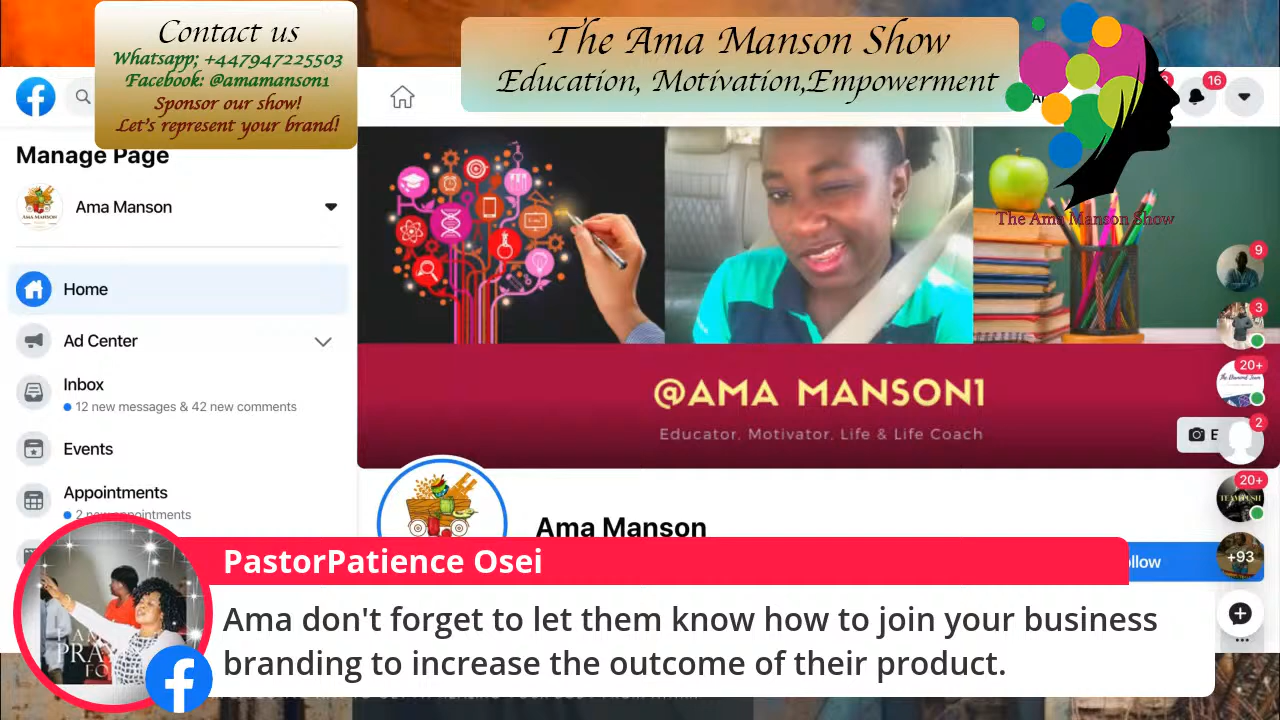 Contact us
Whatsapp; +447947225503
Facebook: @amamanson1
Sponsor our show!
Let's represent your brand!
The Ama Manson Show
Education, Motivation,Empowerment
16
The Ama Manson Show
Manage Page
Ama Manson
Home
Ad Center
Inbox
12 new messages & 42 new comments
Events
Appointments
2 new appointments
@AMA MANSON1
Educator, Motivator, Life & Life Coach
E
Ama Manson
9
3
20+
2
20+
+93
PastorPatience Osei
Ama don't forget to let them know how to join your business
branding to increase the outcome of their product.